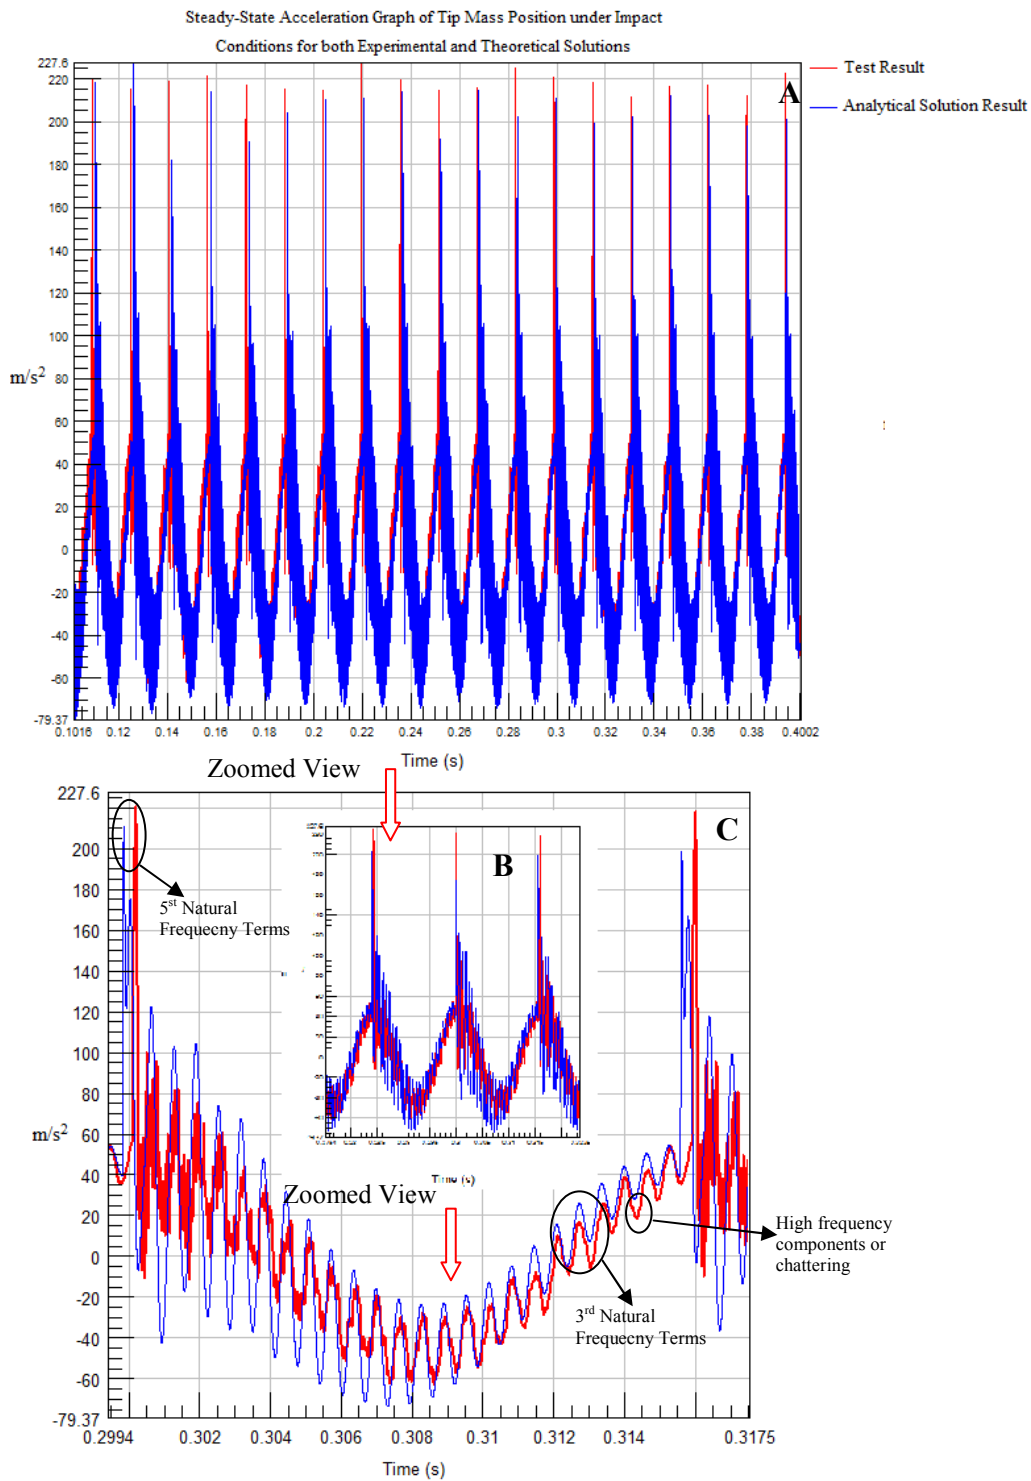 Steady-State Acceleration Graph of Tip Mass Position under Impact
Conditions for both Experimental and Theoretical Solutions
227.6
220
200
180
160
140
120
100
80
60
40
20
0
-20
-40
-60
-79.37
m/s2
A
Test Result
Analytical Solution Result
0.1016 0.12 0.14 0.16 0.18 0.2 0.22 0.24 0.26 0.28 0.3 0.32 0.34 0.36 0.38 0.4002
Time (s)
Zoomed View
227.6
200
180
160
140
120
100
80
60
40
20
0
-20
-40
-60
-79.37
m/s2
C
B
5st Natural
Frequecny Terms
Time (s)
Zoomed View
High frequency
components or
chattering
3rd Natural
Frequecny Terms
0.2994 0.302 0.304 0.306 0.308 0.31 0.312 0.314 0.3175
Time (s)